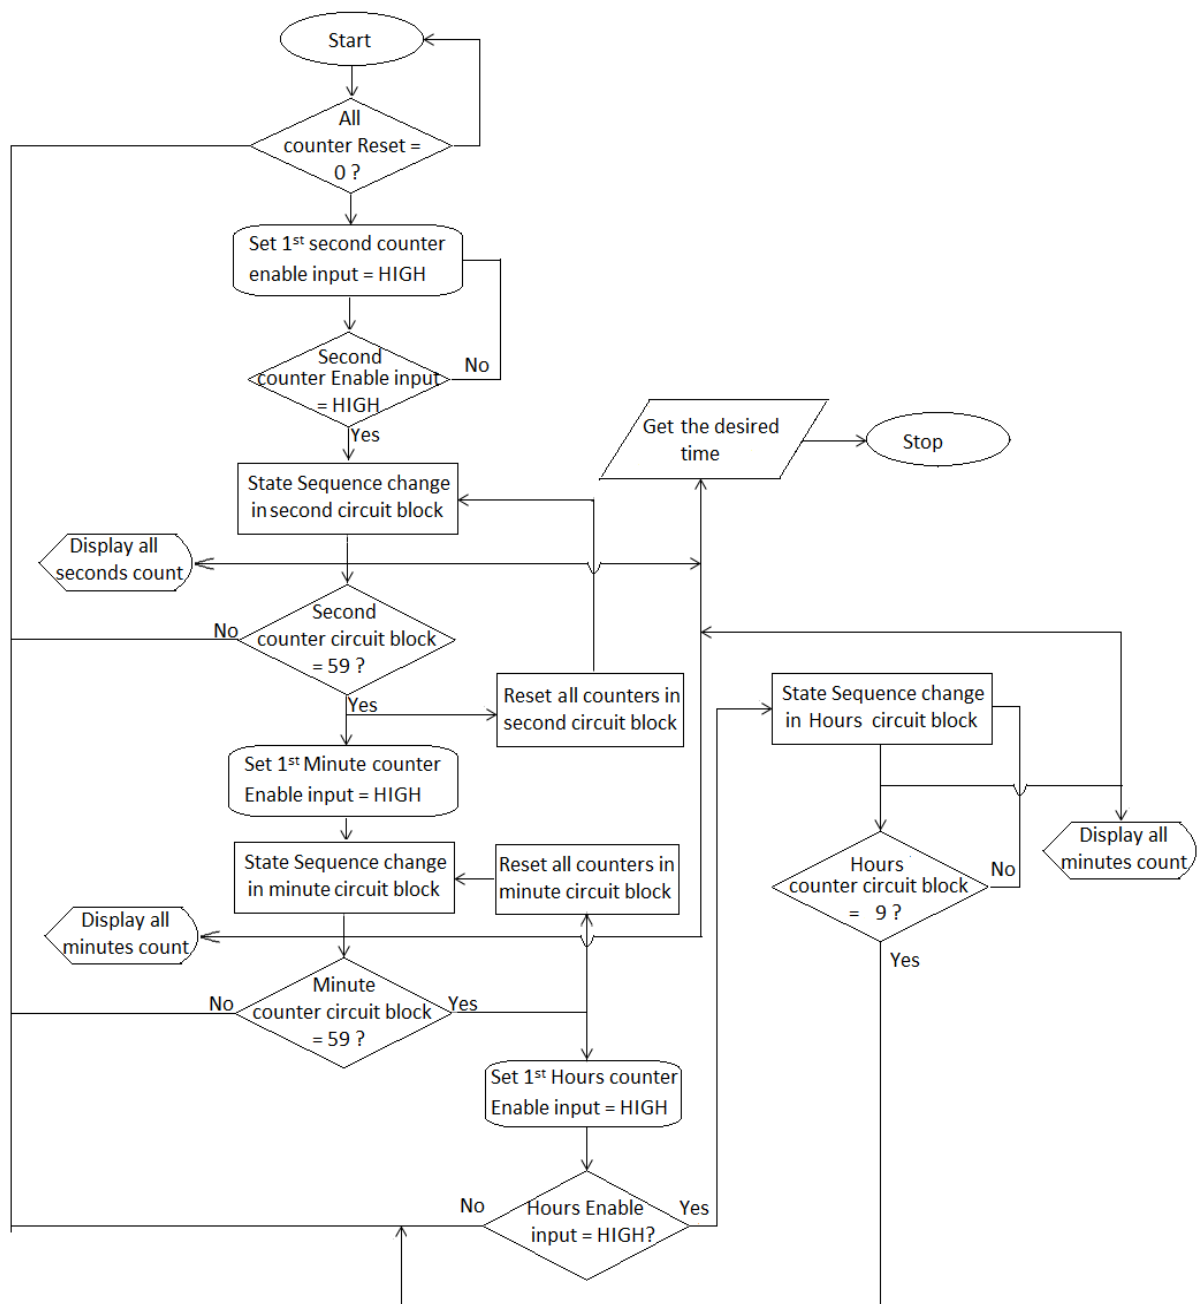 Start
All
counter Reset =
0 ?
Set 1st second counter
enable input = HIGH
Second
counter Enable input
= HIGH
No
Yes
Get the desired
time
Stop
State Sequence change
in second circuit block
Display all
seconds count
Second
counter circuit block
= 59 ?
No
Yes
Reset all counters in
second circuit block
State Sequence change
in Hours circuit block
Set 1st Minute counter
Enable input = HIGH
State Sequence change
in minute circuit block
Reset all counters in
minute circuit block
Hours
counter circuit block
= 9 ?
No
Yes
Display all
minutes count
Display all
minutes count
Minute
counter circuit block
= 59 ?
No
Yes
Set 1st Hours counter
Enable input = HIGH
Hours Enable
input = HIGH?
No
Yes